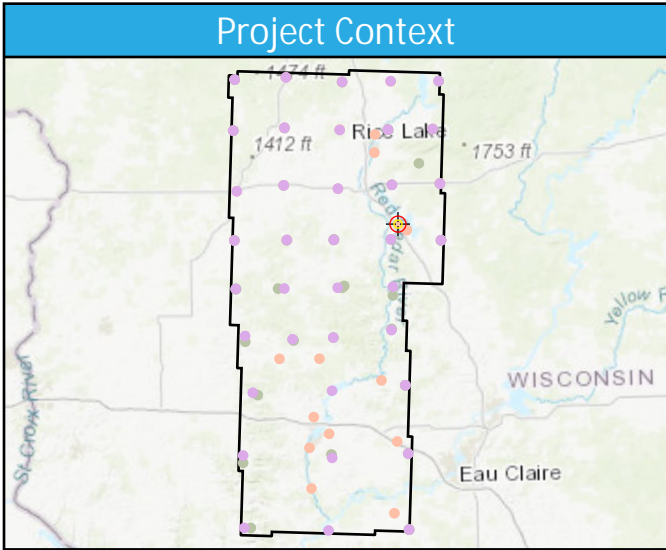 Project Context
1474 ft
Rice Lake
1412 ft
1753 ft
Red Cedar River
Yellow R
WISCONSIN
St Croix River
Eau Claire